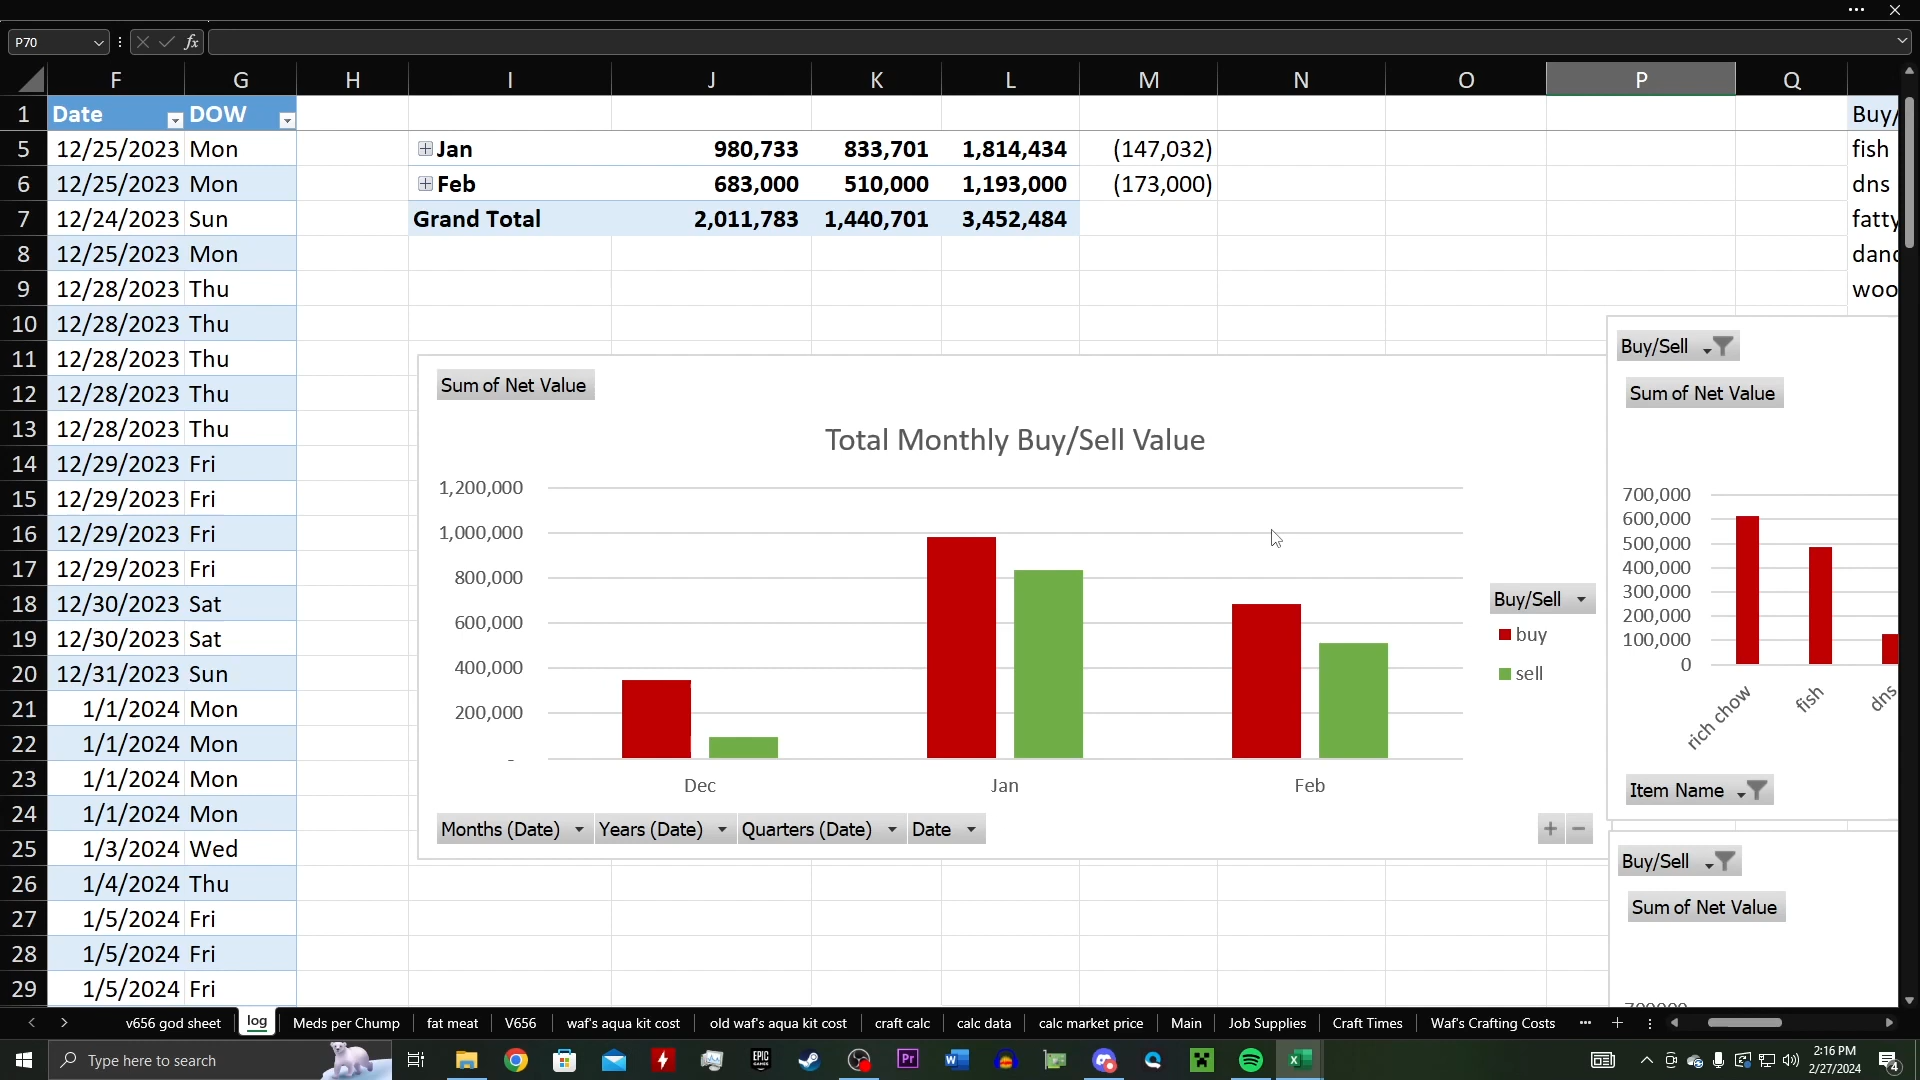 P70
fx
F G H I J K L M N O P Q
1 Date DOW Buy/
5 12/25/2023 Mon Jan 980,733 833,701 1,814,434 (147,032) fish
6 12/25/2023 Mon Feb 683,000 510,000 1,193,000 (173,000) dns
7 12/24/2023 Sun Grand Total 2,011,783 1,440,701 3,452,484 fatty
8 12/25/2023 Mon
9 12/28/2023 Thu
10 12/28/2023 Thu
11 12/28/2023 Thu
12 12/28/2023 Thu
13 12/28/2023 Thu
14 12/29/2023 Fri
15 12/29/2023 Fri
16 12/29/2023 Fri
17 12/29/2023 Fri
18 12/30/2023 Sat
19 12/30/2023 Sat
20 12/31/2023 Sun
21 1/1/2024 Mon
22 1/1/2024 Mon
23 1/1/2024 Mon
24 1/1/2024 Mon
25 1/3/2024 Wed
26 1/4/2024 Thu
27 1/5/2024 Fri
28 1/5/2024 Fri
29 1/5/2024 Fri
Sum of Net Value
Total Monthly Buy/Sell Value
1,200,000
1,000,000
800,000
600,000
400,000
200,000
-
Dec Jan Feb
Buy/Sell
buy
sell
Months (Date) Years (Date) Quarters (Date) Date
+ −
Buy/Sell
Sum of Net Value
700,000
600,000
500,000
400,000
300,000
200,000
100,000
0
rich chow fish dns
Item Name
Buy/Sell
Sum of Net Value
v656 god sheet log Meds per Chump fat meat V656 waf's aqua kit cost old waf's aqua kit cost craft calc calc data calc market price Main Job Supplies Craft Times Waf's Crafting Costs
Type here to search
EPIC GAMES
Pr
2:16 PM
2/27/2024
4